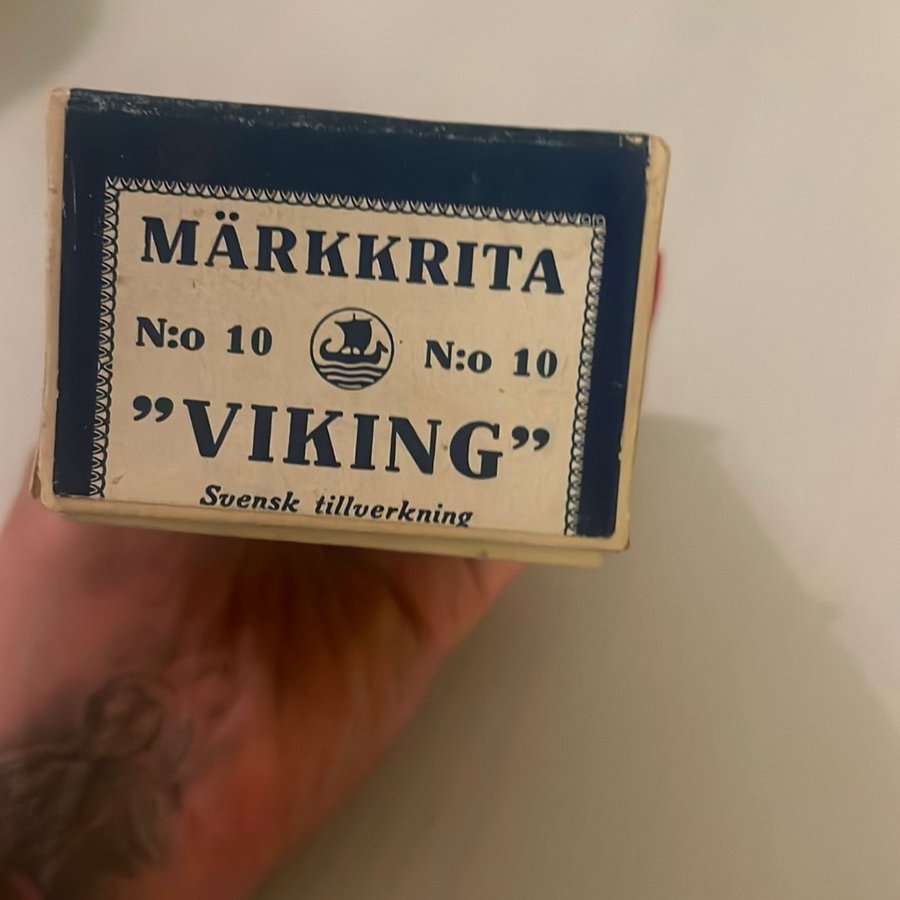 MÄRKKRITA
N:o 10 N:o 10
”VIKING”
Svensk tillverkning